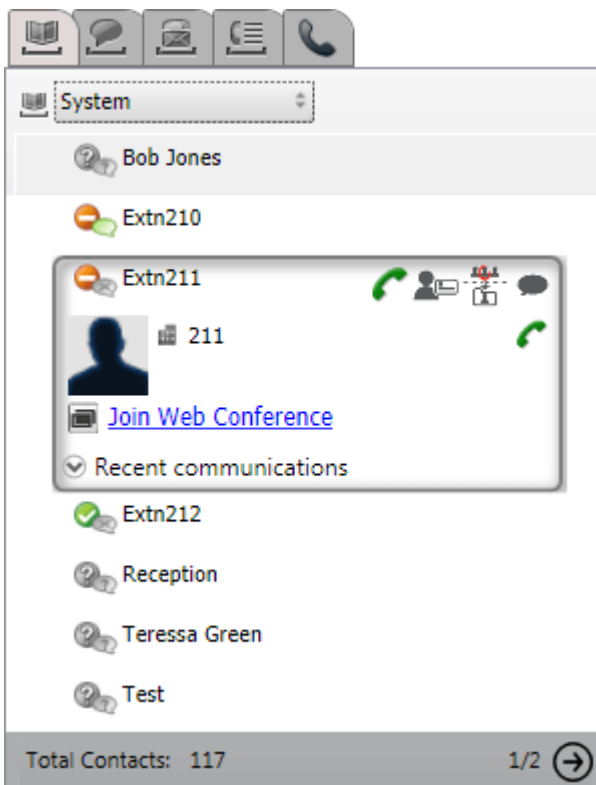 System
Bob Jones
Extn210
Extn211
211
Join Web Conference
Recent communications
Extn212
Reception
Teressa Green
Test
Total Contacts: 117 1/2